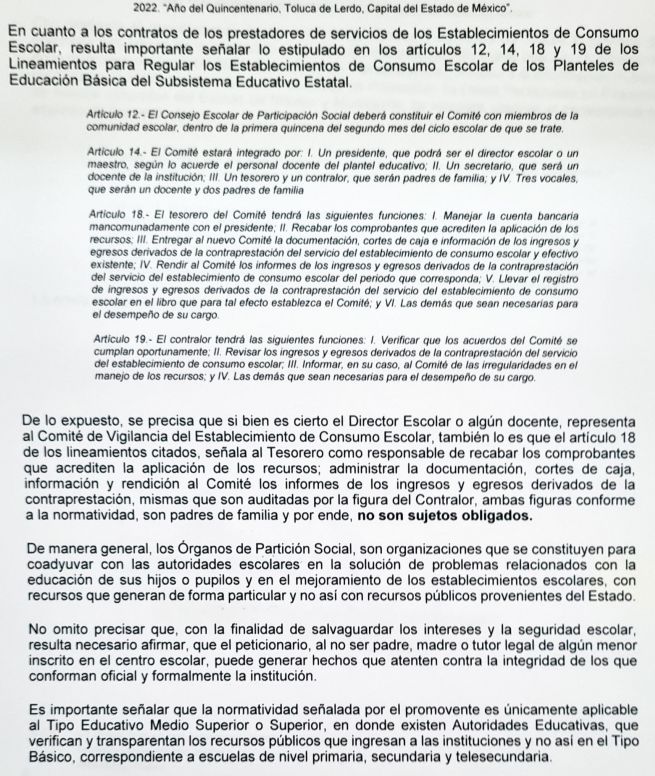 2022. "Año del Quincentenario, Toluca de Lerdo, Capital del Estado de México".
En cuanto a los contratos de los prestadores de servicios de los Establecimientos de Consumo
Escolar, resulta importante señalar lo estipulado en los artículos 12, 14, 18 y 19 de los
Lineamientos para Regular los Establecimientos de Consumo Escolar de los Planteles de
Educación Básica del Subsistema Educativo Estatal.
Artículo 12.- El Consejo Escolar de Participación Social deberá constituir el Comité con miembros de la
comunidad escolar, dentro de la primera quincena del segundo mes del ciclo escolar de que se trate.
Artículo 14.- El Comité estará integrado por: I. Un presidente, que podrá ser el director escolar o un
maestro, según lo acuerde el personal docente del plantel educativo; II. Un secretario, que será un
docente de la institución; III. Un tesorero y un contralor, que serán padres de familia; y IV. Tres vocales,
que serán un docente y dos padres de familia
Artículo 18.- El tesorero del Comité tendrá las siguientes funciones: I. Manejar la cuenta bancaria
mancomunadamente con el presidente; II. Recabar los comprobantes que acrediten la aplicación de los
recursos; III. Entregar al nuevo Comité la documentación, cortes de caja e información de los ingresos y
egresos derivados de la contraprestación del servicio del establecimiento de consumo escolar y efectivo
existente; IV. Rendir al Comité los informes de los ingresos y egresos derivados de la contraprestación
del servicio del establecimiento de consumo escolar del periodo que corresponda; V. Llevar el registro
de ingresos y egresos derivados de la contraprestación del servicio del establecimiento de consumo
escolar en el libro que para tal efecto establezca el Comité; y VI. Las demás que sean necesarias para
el desempeño de su cargo.
Artículo 19.- El contralor tendrá las siguientes funciones: I. Verificar que los acuerdos del Comité se
cumplan oportunamente; II. Revisar los ingresos y egresos derivados de la contraprestación del servicio
del establecimiento de consumo escolar; III. Informar, en su caso, al Comité de las irregularidades en el
manejo de los recursos; y IV. Las demás que sean necesarias para el desempeño de su cargo.
De lo expuesto, se precisa que si bien es cierto el Director Escolar o algún docente, representa
al Comité de Vigilancia del Establecimiento de Consumo Escolar, también lo es que el artículo 18
de los lineamientos citados, señala al Tesorero como responsable de recabar los comprobantes
que acrediten la aplicación de los recursos; administrar la documentación, cortes de caja,
información y rendición al Comité los informes de los ingresos y egresos derivados de la
contraprestación, mismas que son auditadas por la figura del Contralor, ambas figuras conforme
a la normatividad, son padres de familia y por ende, no son sujetos obligados.
De manera general, los Órganos de Partición Social, son organizaciones que se constituyen para
coadyuvar con las autoridades escolares en la solución de problemas relacionados con la
educación de sus hijos o pupilos y en el mejoramiento de los establecimientos escolares, con
recursos que generan de forma particular y no así con recursos públicos provenientes del Estado.
No omito precisar que, con la finalidad de salvaguardar los intereses y la seguridad escolar,
resulta necesario afirmar, que el peticionario, al no ser padre, madre o tutor legal de algún menor
inscrito en el centro escolar, puede generar hechos que atenten contra la integridad de los que
conforman oficial y formalmente la institución.
Es importante señalar que la normatividad señalada por el promovente es únicamente aplicable
al Tipo Educativo Medio Superior o Superior, en donde existen Autoridades Educativas, que
verifican y transparentan los recursos públicos que ingresan a las instituciones y no así en el Tipo
Básico, correspondiente a escuelas de nivel primaria, secundaria y telesecundaria.